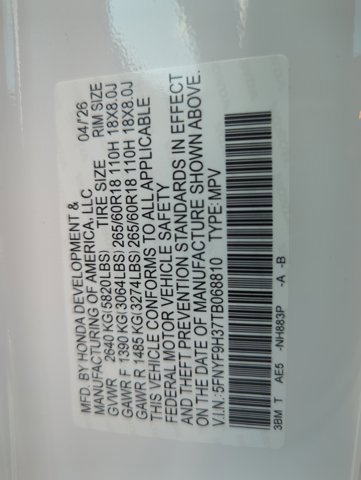 MFD. BY HONDA DEVELOPMENT & 04/'26
MANUFACTURING OF AMERICA, LLC
TIRE SIZE RIM SIZE
GVWR 2640 KG(5820LBS)
GAWR F 1390 KG(3064LBS) 265/60R18 110H 18X8.0J
GAWR R 1485 KG(3274LBS) 265/60R18 110H 18X8.0J
THIS VEHICLE CONFORMS TO ALL APPLICABLE
FEDERAL MOTOR VEHICLE SAFETY
AND THEFT PREVENTION STANDARDS IN EFFECT
ON THE DATE OF MANUFACTURE SHOWN ABOVE.
V.I.N.:5FNYF9H37TB068810 TYPE:MPV
3BM T AE5 -NH883P -A -B